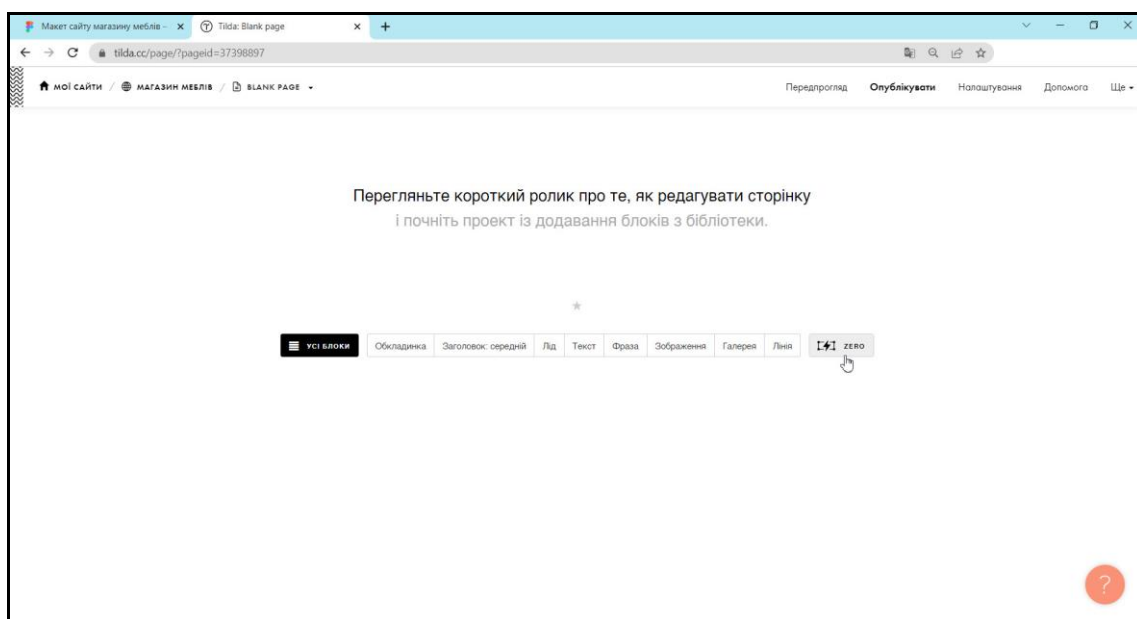 Макет сайту магазину меблів –
Tilda: Blank page
tilda.cc/page/?pageid=37398897
МОЇ САЙТИ / МАГАЗИН МЕБЛІВ / BLANK PAGE
Передпрогляд Опублікувати Налаштування Допомога Ще
Перегляньте короткий ролик про те, як редагувати сторінку
і почніть проект із додавання блоків з бібліотеки.
УСІ БЛОКИ Обкладинка Заголовок: середній Лід Текст Фраза Зображення Галерея Лінія ZERO
?